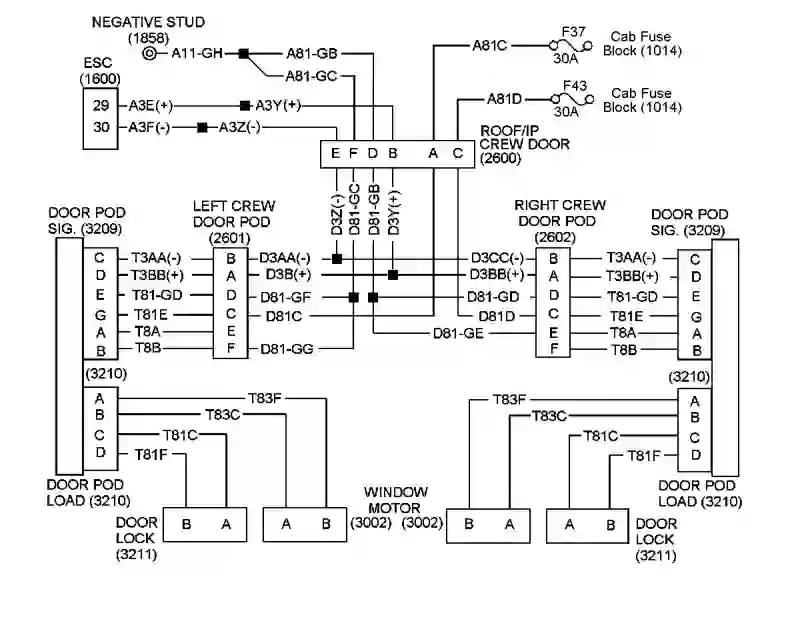 NEGATIVE STUD
(1858)
A11-GH
A81-GB
A81-GC
A81C
F37
30A
Cab Fuse
Block (1014)
ESC
(1600)
29
A3E(+)
A3Y(+)
30
A3F(-)
A3Z(-)
A81D
F43
30A
Cab Fuse
Block (1014)
E F D B A C
ROOF/IP
CREW DOOR
(2600)
D3Z(-)
D81-GC
D81-GB
D3Y(+)
DOOR POD
SIG. (3209)
LEFT CREW
DOOR POD
(2601)
RIGHT CREW
DOOR POD
(2602)
DOOR POD
SIG. (3209)
C T3AA(-) B D3AA(-) D3CC(-) B T3AA(-) C
D T3BB(+) A D3B(+) D3BB(+) A T3BB(+) D
E T81-GD D D81-GF D81-GD D T81-GD E
G T81E C D81C D81D C T81E G
A T8A E D81-GE E T8A A
B T8B F D81-GG F T8B B
(3210)
(3210)
A T83F T83F A
B T83C T83C B
C T81C T81C C
D T81F T81F D
DOOR POD
LOAD (3210)
DOOR POD
LOAD (3210)
DOOR
LOCK
(3211)
B A
A B
WINDOW
MOTOR
(3002) (3002)
B A
A B
DOOR
LOCK
(3211)